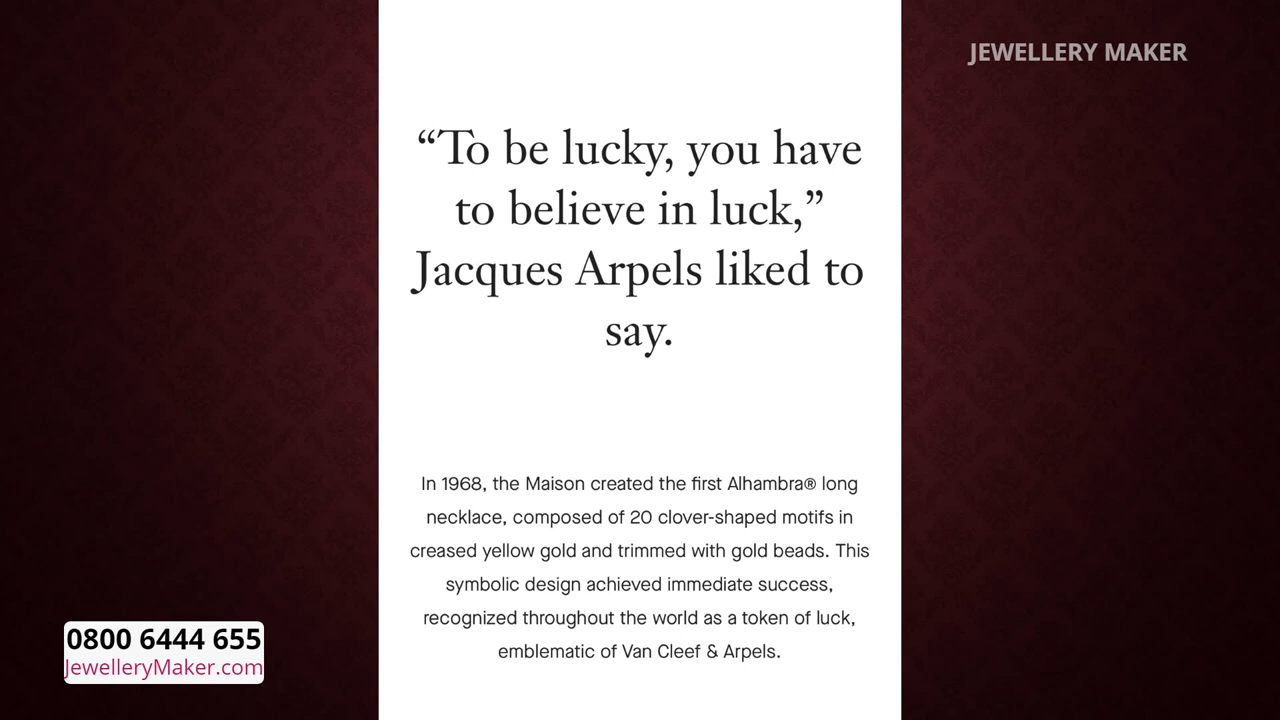 JEWELLERY MAKER
“To be lucky, you have
to believe in luck,”
Jacques Arpels liked to
say.
In 1968, the Maison created the first Alhambra® long
necklace, composed of 20 clover-shaped motifs in
creased yellow gold and trimmed with gold beads. This
symbolic design achieved immediate success,
recognized throughout the world as a token of luck,
emblematic of Van Cleef & Arpels.
0800 6444 655
JewelleryMaker.com